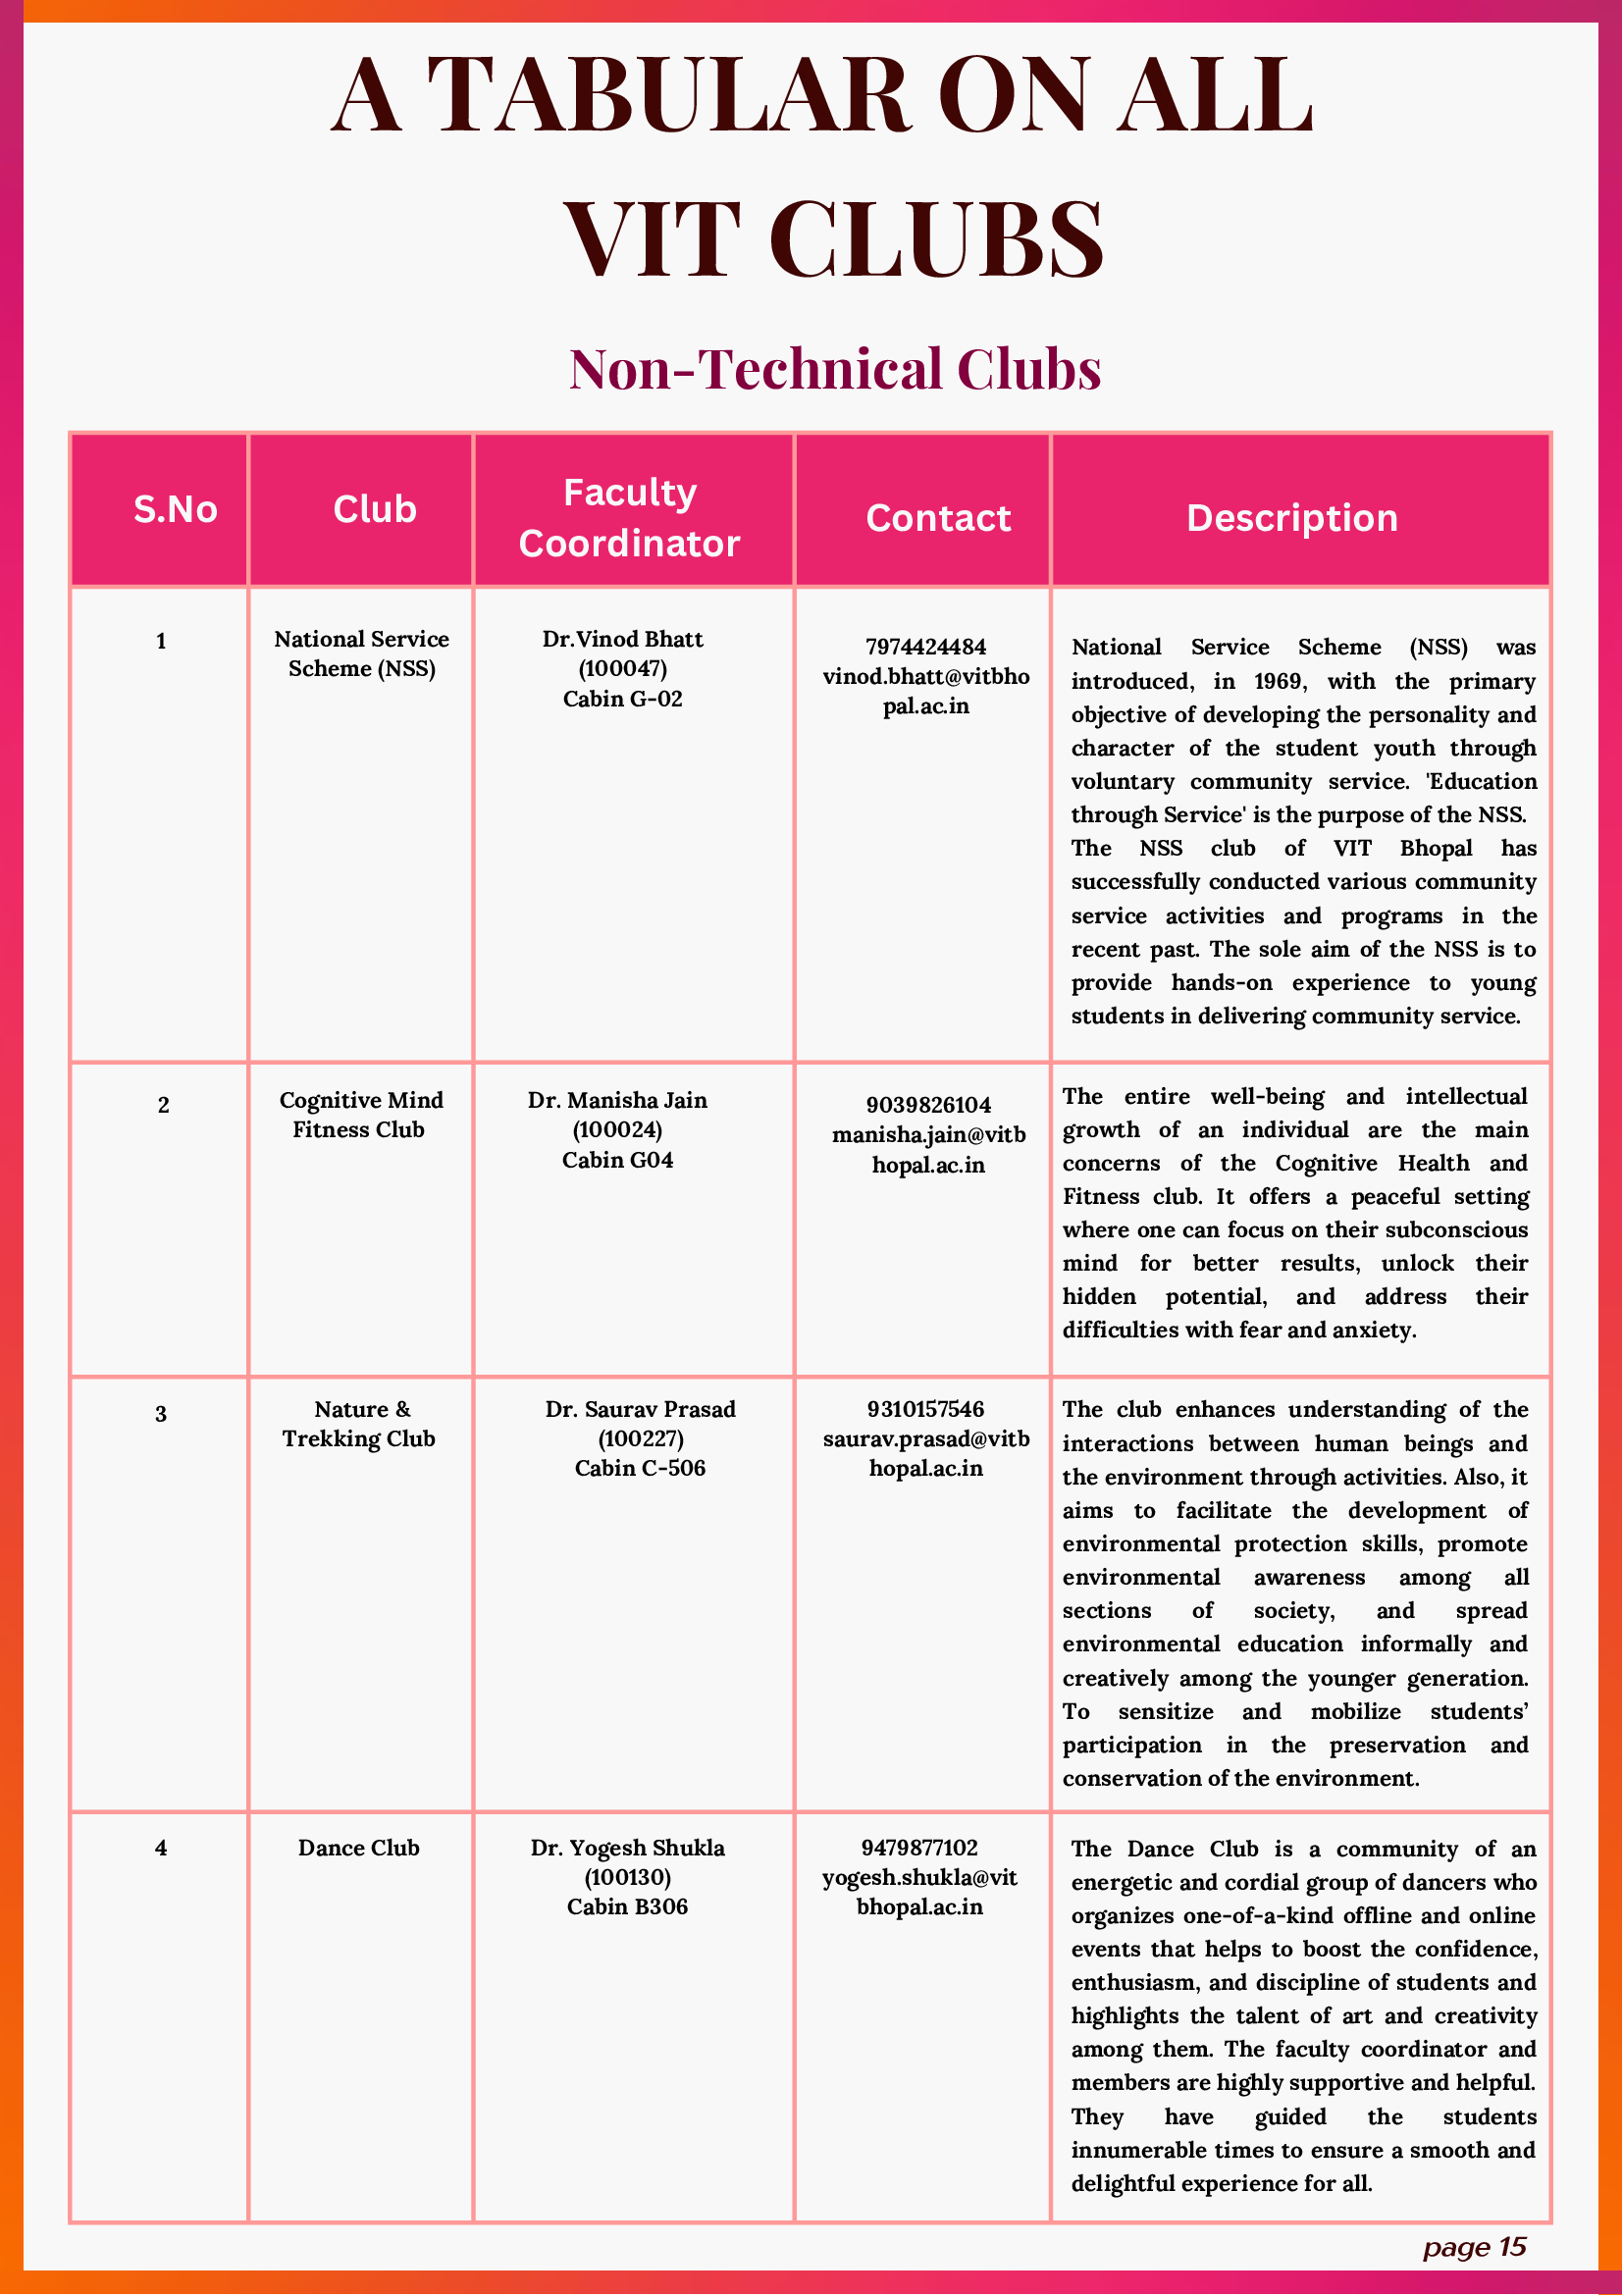 A TABULAR ON ALL
VIT CLUBS
Non-Technical Clubs
S.No
Club
Faculty
Coordinator
Contact
Description
1
National Service
Scheme (NSS)
Dr.Vinod Bhatt
(100047)
Cabin G-02
7974424484
vinod.bhatt@vitbho
pal.ac.in
National Service Scheme (NSS) was
introduced, in 1969, with the primary
objective of developing the personality and
character of the student youth through
voluntary community service. 'Education
through Service' is the purpose of the NSS.
The NSS club of VIT Bhopal has
successfully conducted various community
service activities and programs in the
recent past. The sole aim of the NSS is to
provide hands-on experience to young
students in delivering community service.
2
Cognitive Mind
Fitness Club
Dr. Manisha Jain
(100024)
Cabin G04
9039826104
manisha.jain@vitb
hopal.ac.in
The entire well-being and intellectual
growth of an individual are the main
concerns of the Cognitive Health and
Fitness club. It offers a peaceful setting
where one can focus on their subconscious
mind for better results, unlock their
hidden potential, and address their
difficulties with fear and anxiety.
3
Nature &
Trekking Club
Dr. Saurav Prasad
(100227)
Cabin C-506
9310157546
saurav.prasad@vitb
hopal.ac.in
The club enhances understanding of the
interactions between human beings and
the environment through activities. Also, it
aims to facilitate the development of
environmental protection skills, promote
environmental awareness among all
sections of society, and spread
environmental education informally and
creatively among the younger generation.
To sensitize and mobilize students’
participation in the preservation and
conservation of the environment.
4
Dance Club
Dr. Yogesh Shukla
(100130)
Cabin B306
9479877102
yogesh.shukla@vit
bhopal.ac.in
The Dance Club is a community of an
energetic and cordial group of dancers who
organizes one-of-a-kind offline and online
events that helps to boost the confidence,
enthusiasm, and discipline of students and
highlights the talent of art and creativity
among them. The faculty coordinator and
members are highly supportive and helpful.
They have guided the students
innumerable times to ensure a smooth and
delightful experience for all.
page 15